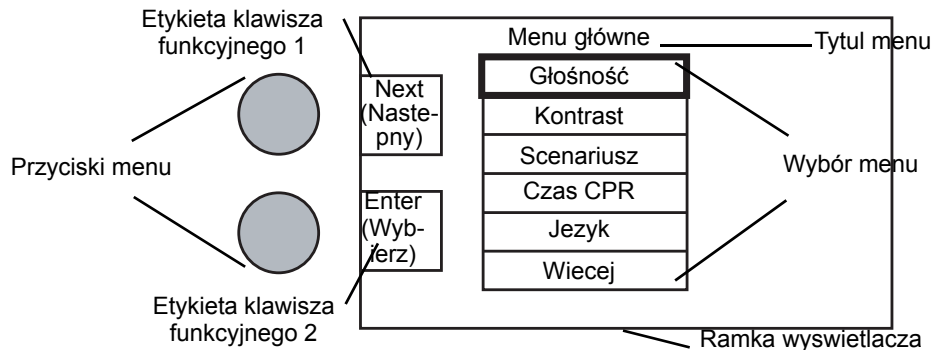 Etykieta klawisza
funkcyjnego 1
Menu główne
Tytul menu
Głośność
Next
(Naste-
pny)
Kontrast
Przyciski menu
Scenariusz
Wybór menu
Czas CPR
Enter
(Wyb-
ierz)
Jezyk
Wiecej
Etykieta klawisza
funkcyjnego 2
Ramka wyswietlacza